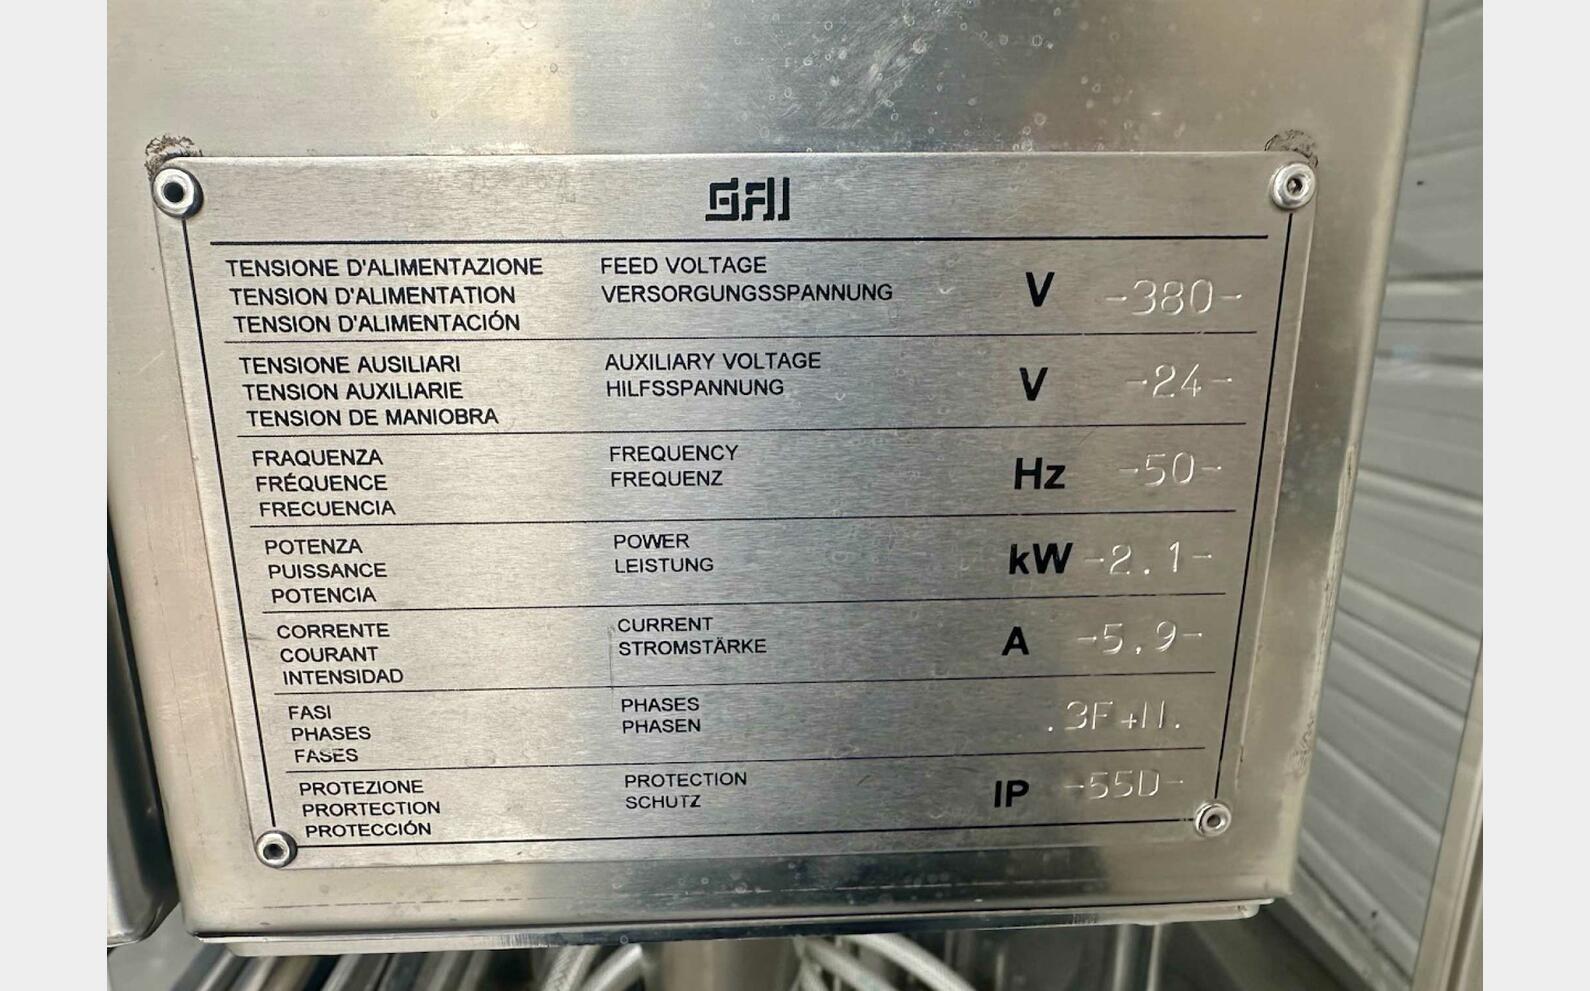 GAI
TENSIONE D'ALIMENTAZIONE FEED VOLTAGE
TENSION D'ALIMENTATION VERSORGUNGSSPANNUNG V -380-
TENSION D'ALIMENTACIÓN
TENSIONE AUSILIARI AUXILIARY VOLTAGE
TENSION AUXILIARIE HILFSSPANNUNG V -24-
TENSION DE MANIOBRA
FRAQUENZA FREQUENCY
FRÉQUENCE FREQUENZ Hz -50-
FRECUENCIA
POTENZA POWER
PUISSANCE LEISTUNG kW -2.1-
POTENCIA
CORRENTE CURRENT
COURANT STROMSTÄRKE A -5.9-
INTENSIDAD
FASI PHASES
PHASES PHASEN .3F+N.
FASES
PROTEZIONE PROTECTION
PRORTECTION SCHUTZ IP -55D-
PROTECCIÓN